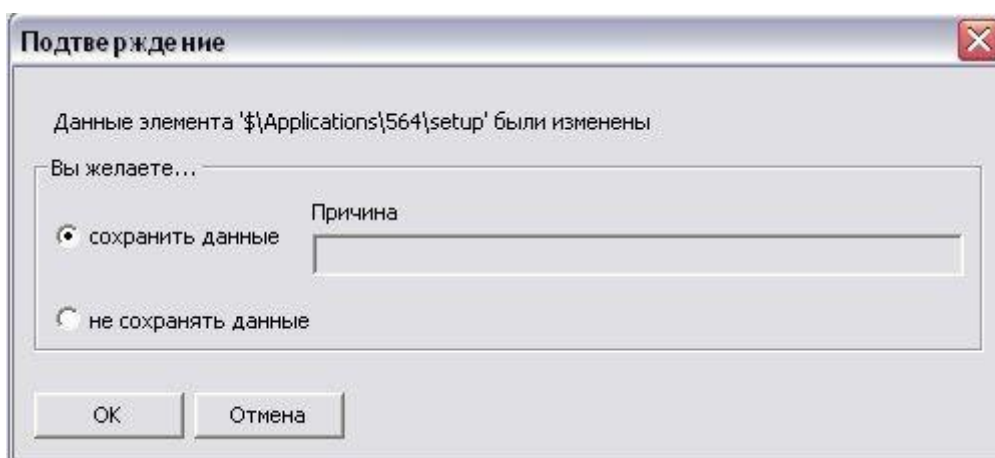 Подтверждение
Данные элемента '$\Applications\564\setup' были изменены
Вы желаете...
Причина
сохранить данные
не сохранять данные
OK
Отмена